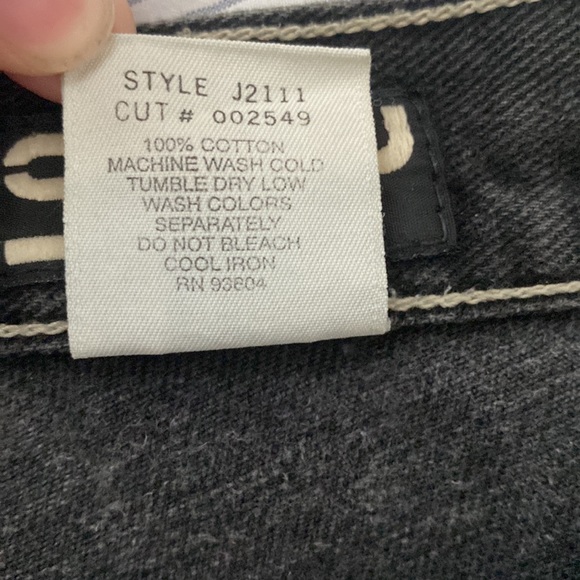 STYLE J2111
CUT # 002549
100% COTTON
MACHINE WASH COLD
TUMBLE DRY LOW
WASH COLORS
SEPARATELY
DO NOT BLEACH
COOL IRON
RN 93604